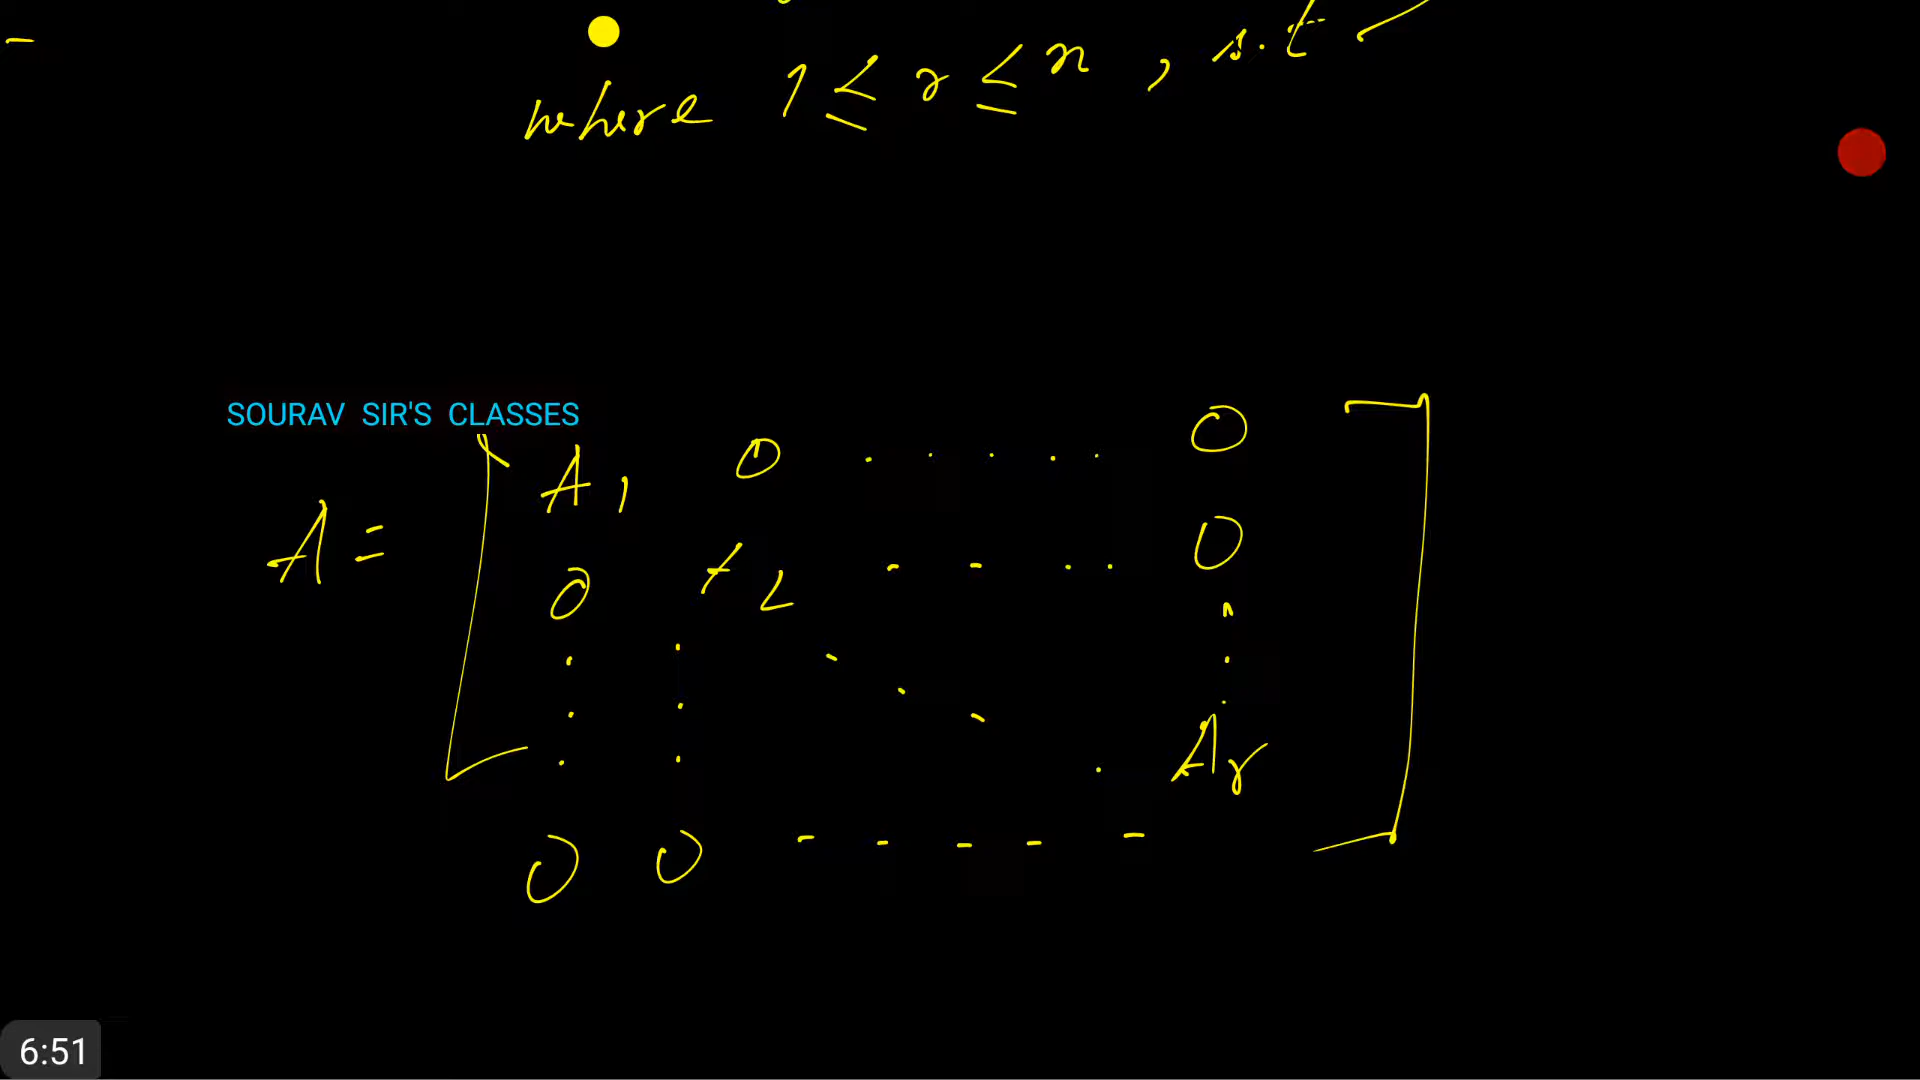 where 1 ≤ r ≤ n , s.t
SOURAV SIR'S CLASSES
A = [ A1 0 . . . . . 0
0 A2 - - . . 0
. . - - - .
. . . Ar
0 0 - - - - - ]
6:51